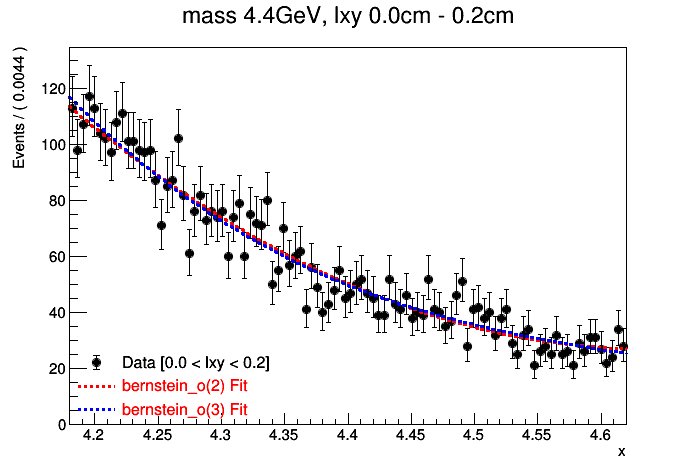 mass 4.4GeV, lxy 0.0cm - 0.2cm
Events / ( 0.0044 )
120
100
80
60
40
20
0
Data [0.0 < lxy < 0.2]
bernstein_o(2) Fit
bernstein_o(3) Fit
4.2 4.25 4.3 4.35 4.4 4.45 4.5 4.55 4.6
x